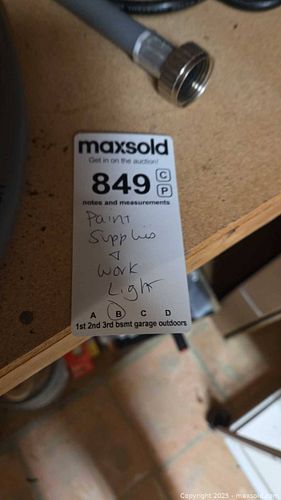 maxsold
Get in on the auction!
849 C
P
notes and measurements
Paint
Supplies
+
Work
Light
A B C D
1st 2nd 3rd bsmt garage outdoors
Copyright 2023 - maxsold.com